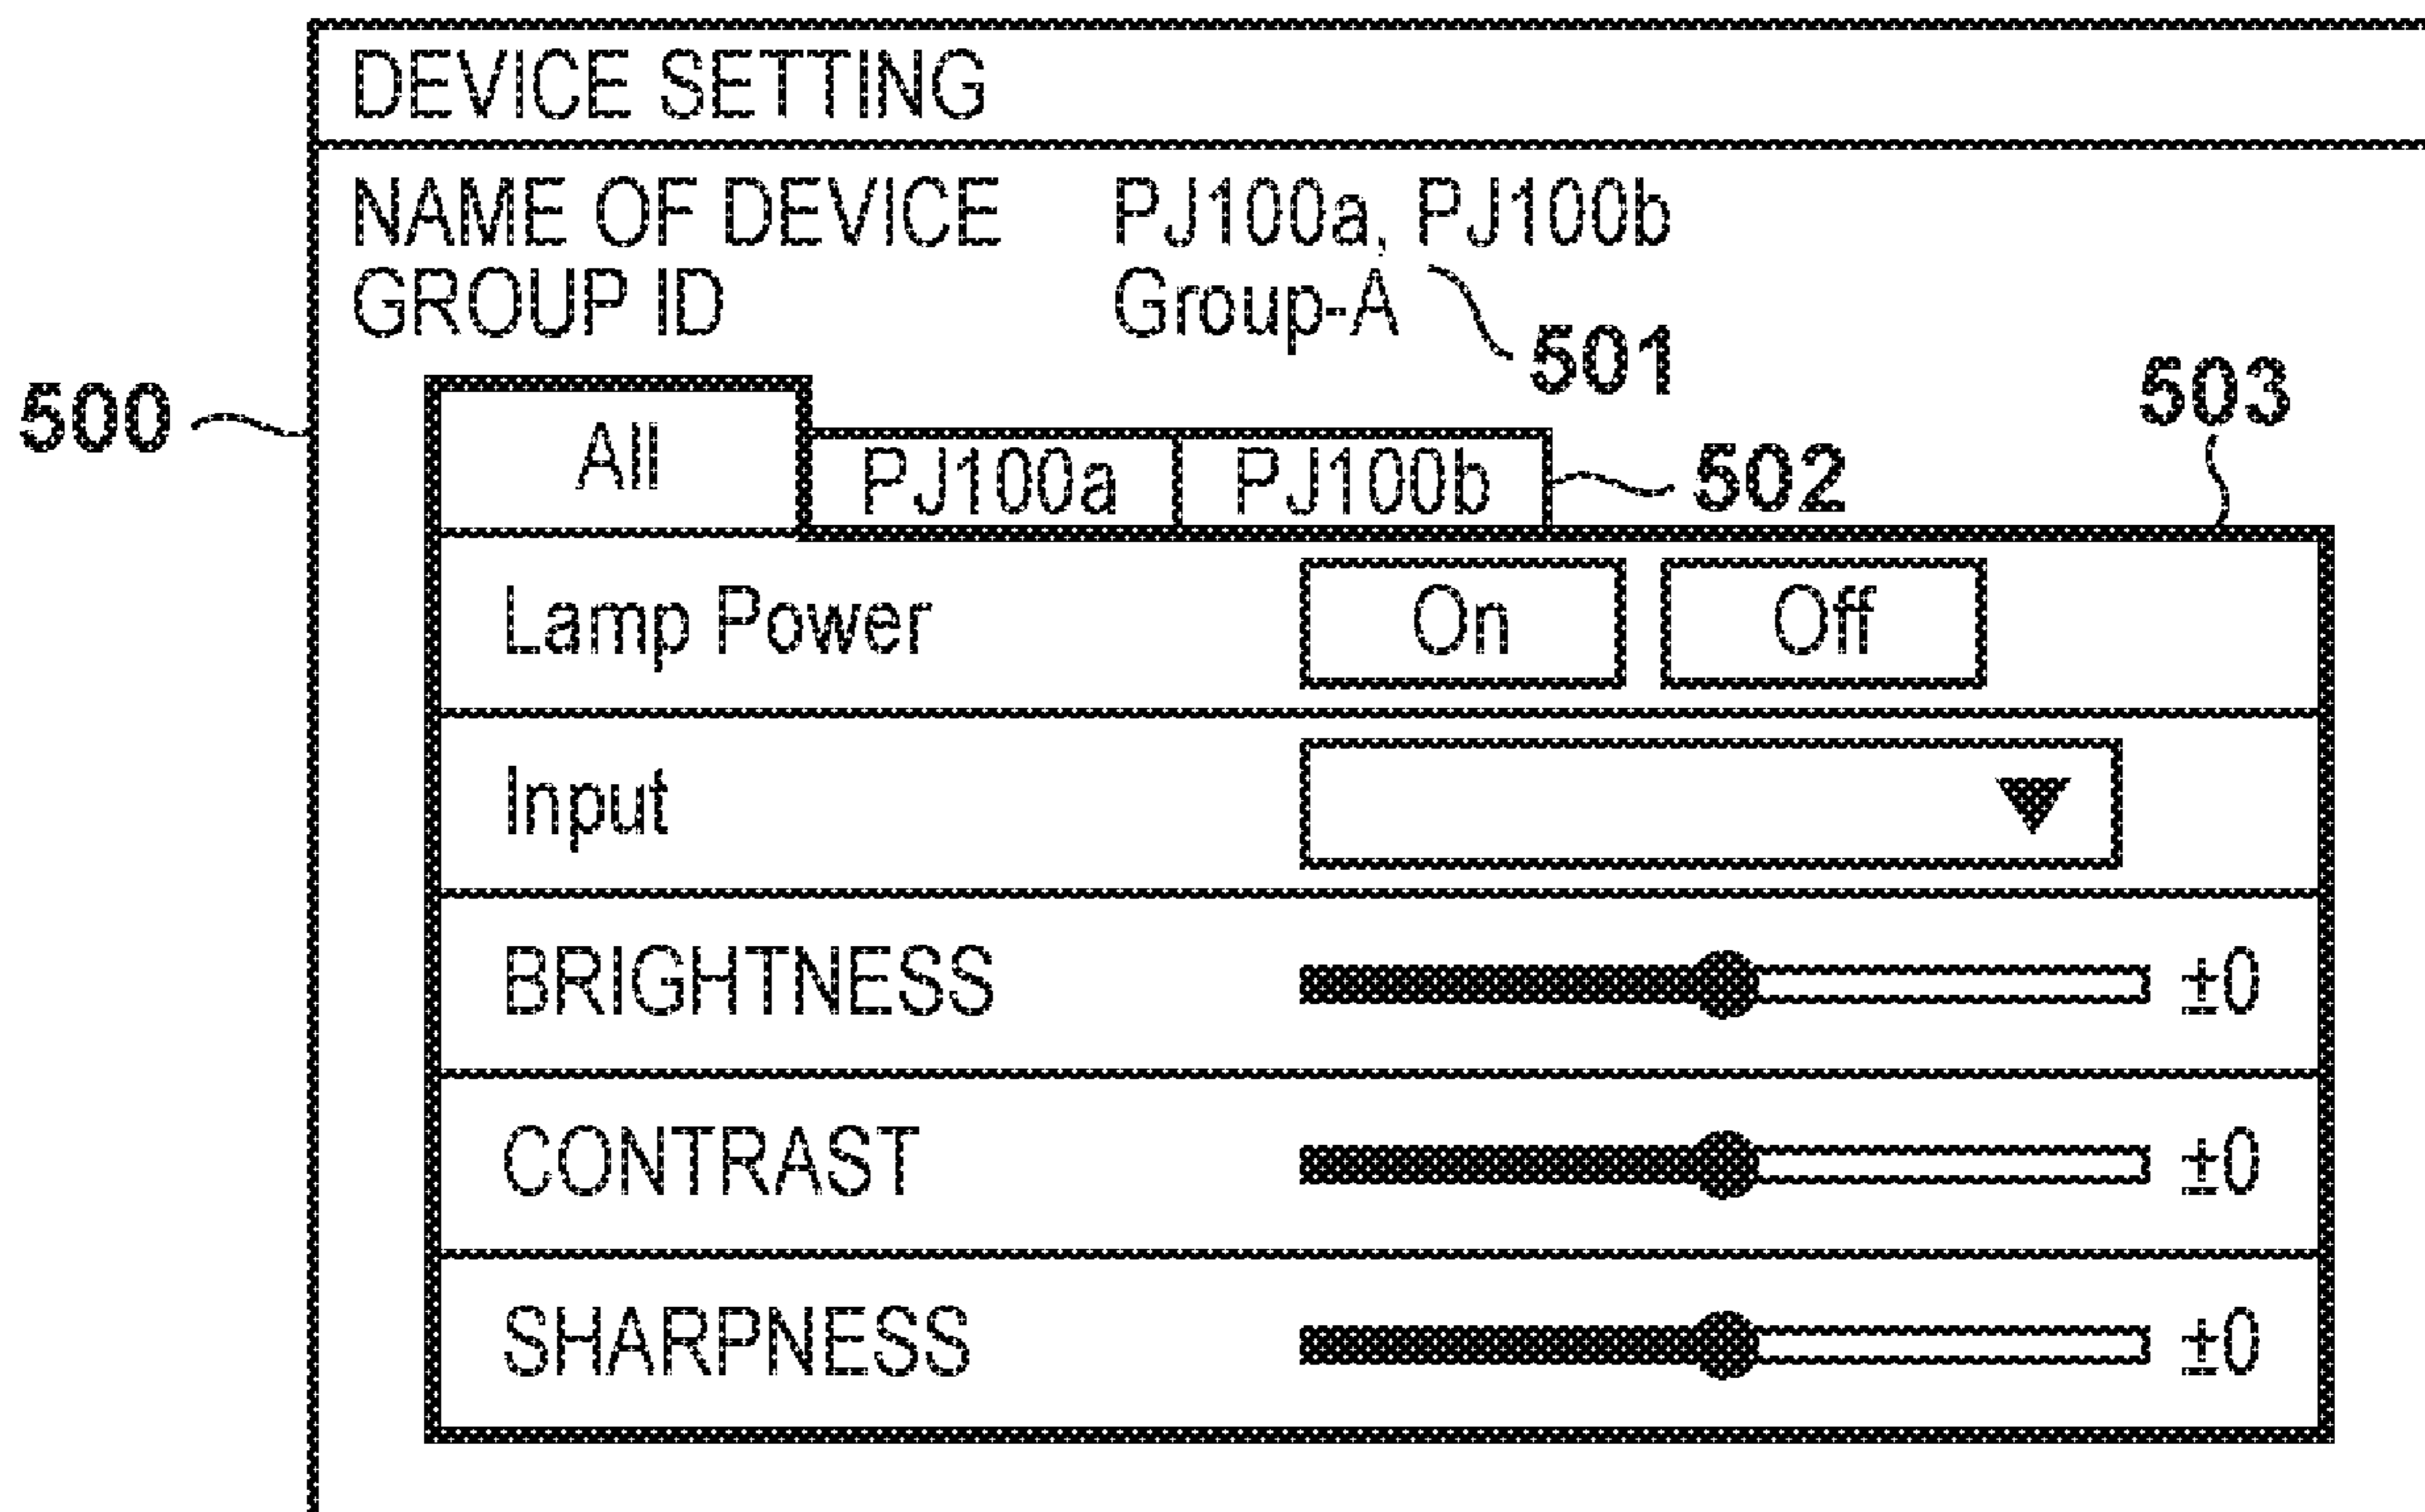 DEVICE SETTING
NAME OF DEVICE PJ100a, PJ100b
GROUP ID Group-A
501
500
503
All PJ100a PJ100b
502
Lamp Power On Off
Input
BRIGHTNESS ±0
CONTRAST ±0
SHARPNESS ±0